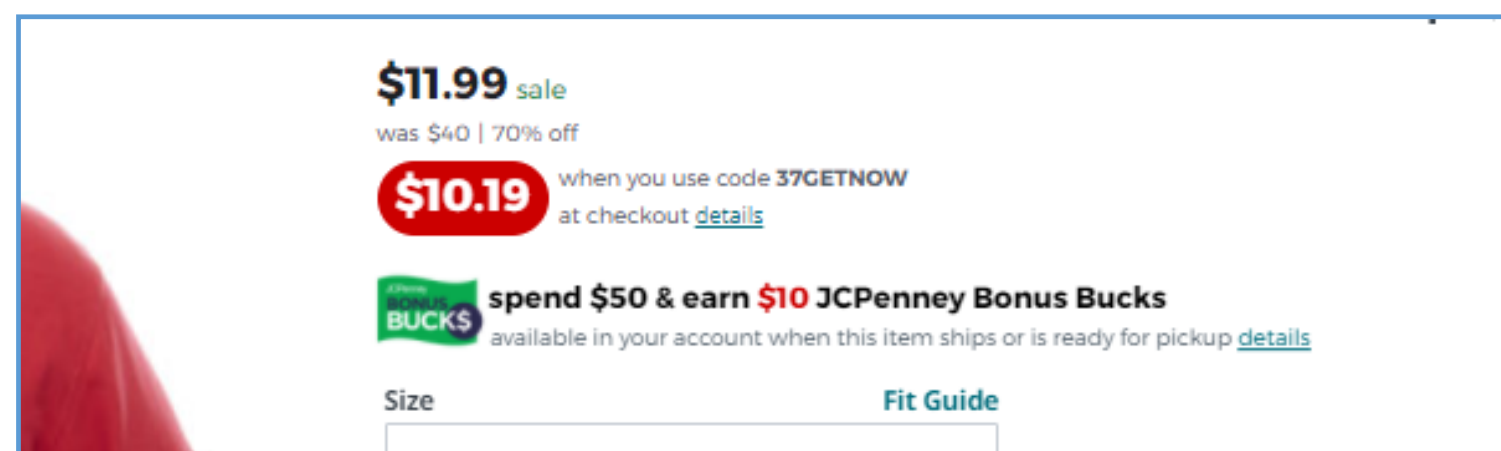 $11.99 sale
was $40 | 70% off
$10.19 when you use code 37GETNOW
at checkout details
JCPenney
BONUS
BUCK$
spend $50 & earn $10 JCPenney Bonus Bucks
available in your account when this item ships or is ready for pickup details
Size Fit Guide